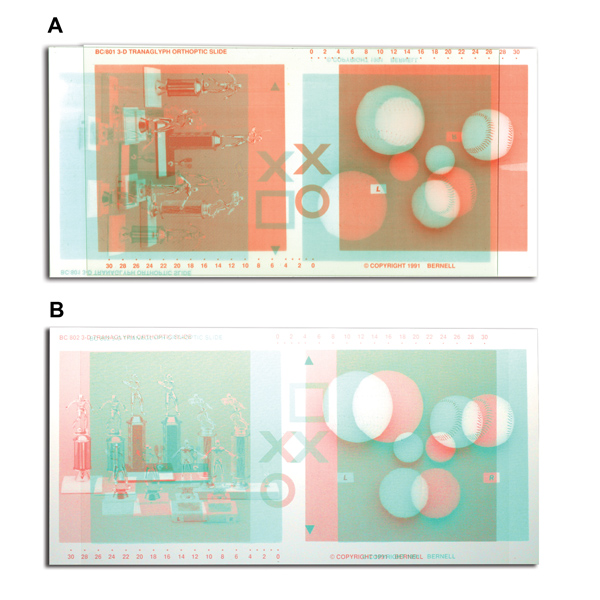 A
BC 601 3-D TRANAGLYPH ORTHOPTIC SLIDE
0 2 4 6 8 10 12 14 16 18 20 22 24 26 28 30
R
L
X X
O
30 28 26 24 22 20 18 16 14 12 10 8 6 4 2 0
© COPYRIGHT 1991 BERNELL
B
BC 602 3-D TRANAGLYPH ORTHOPTIC SLIDE
8 10 12 14 16 18 20 22 24 26 28 30
X X
O
L
R
30 28 26 24 22 20 18 16 14 12 10 8 6 4 2 0
© COPYRIGHT 1991 BERNELL BERNELL